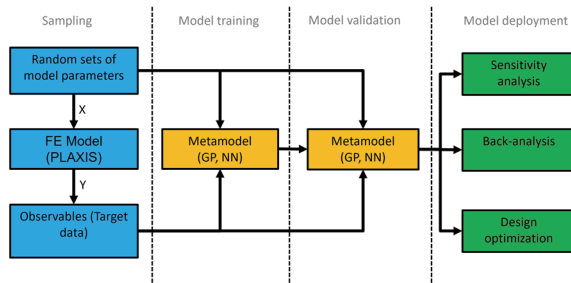 Sampling
Model training
Model validation
Model deployment
Random sets of
model parameters
X
FE Model
(PLAXIS)
Y
Observables (Target
data)
Metamodel
(GP, NN)
Metamodel
(GP, NN)
Sensitivity
analysis
Back-analysis
Design
optimization